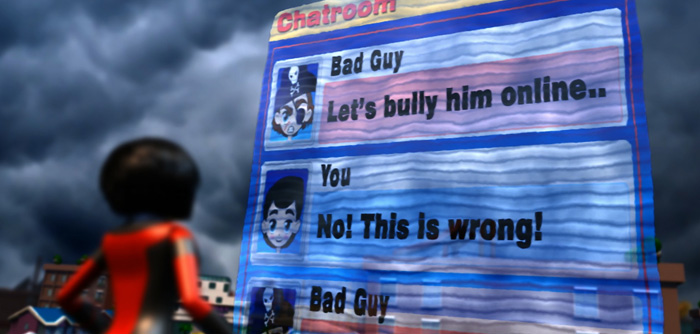 Chatroom
Bad Guy
Let's bully him online..
You
No! This is wrong!
Bad Guy